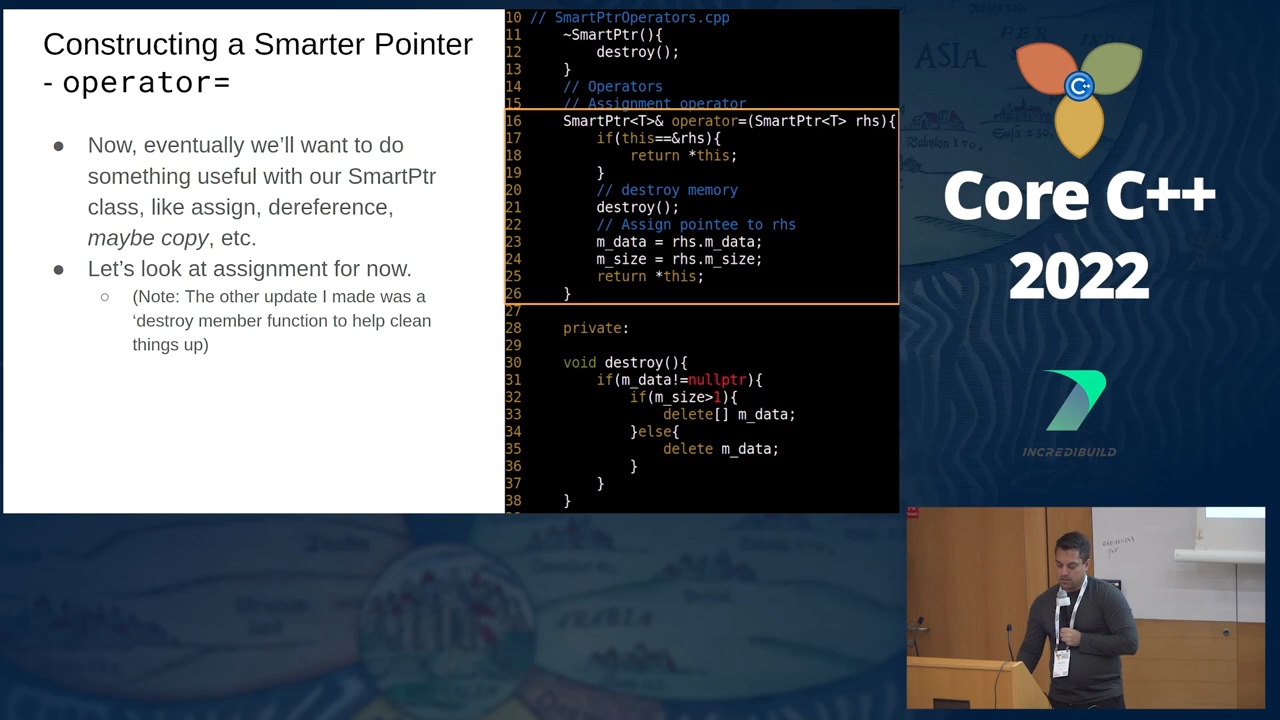 Constructing a Smarter Pointer
- operator=
● Now, eventually we’ll want to do
something useful with our SmartPtr
class, like assign, dereference,
maybe copy, etc.
● Let’s look at assignment for now.
○ (Note: The other update I made was a
‘destroy member function to help clean
things up)
10 // SmartPtrOperators.cpp
11 ~SmartPtr(){
12 destroy();
13 }
14 // Operators
15 // Assignment operator
16 SmartPtr<T>& operator=(SmartPtr<T> rhs){
17 if(this==&rhs){
18 return *this;
19 }
20 // destroy memory
21 destroy();
22 // Assign pointee to rhs
23 m_data = rhs.m_data;
24 m_size = rhs.m_size;
25 return *this;
26 }
27
28 private:
29
30 void destroy(){
31 if(m_data!=nullptr){
32 if(m_size>1){
33 delete[] m_data;
34 }else{
35 delete m_data;
36 }
37 }
38 }
ASIA
PER
INDIA
C++
Core C++
2022
INCREDIBUILD